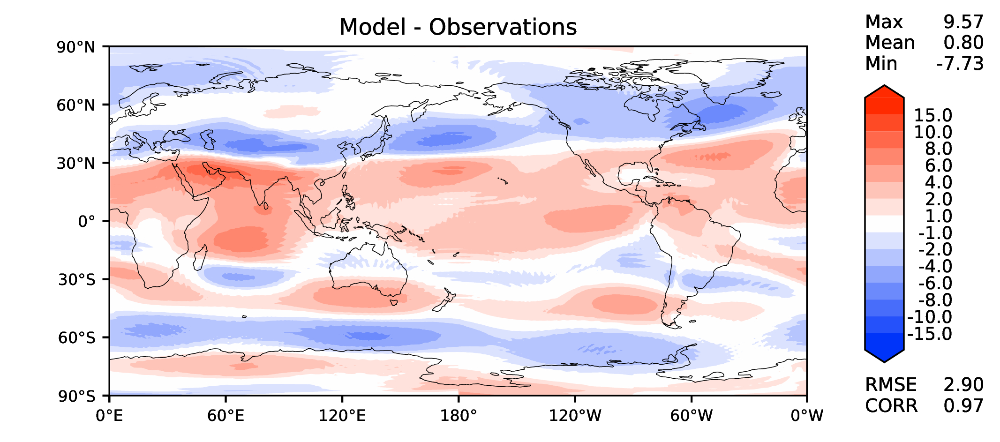 Model - Observations
Max 9.57
Mean 0.80
Min -7.73
90°N
60°N
30°N
0°
30°S
60°S
90°S
0°E 60°E 120°E 180° 120°W 60°W 0°W
15.0
10.0
8.0
6.0
4.0
2.0
1.0
-1.0
-2.0
-4.0
-6.0
-8.0
-10.0
-15.0
RMSE 2.90
CORR 0.97